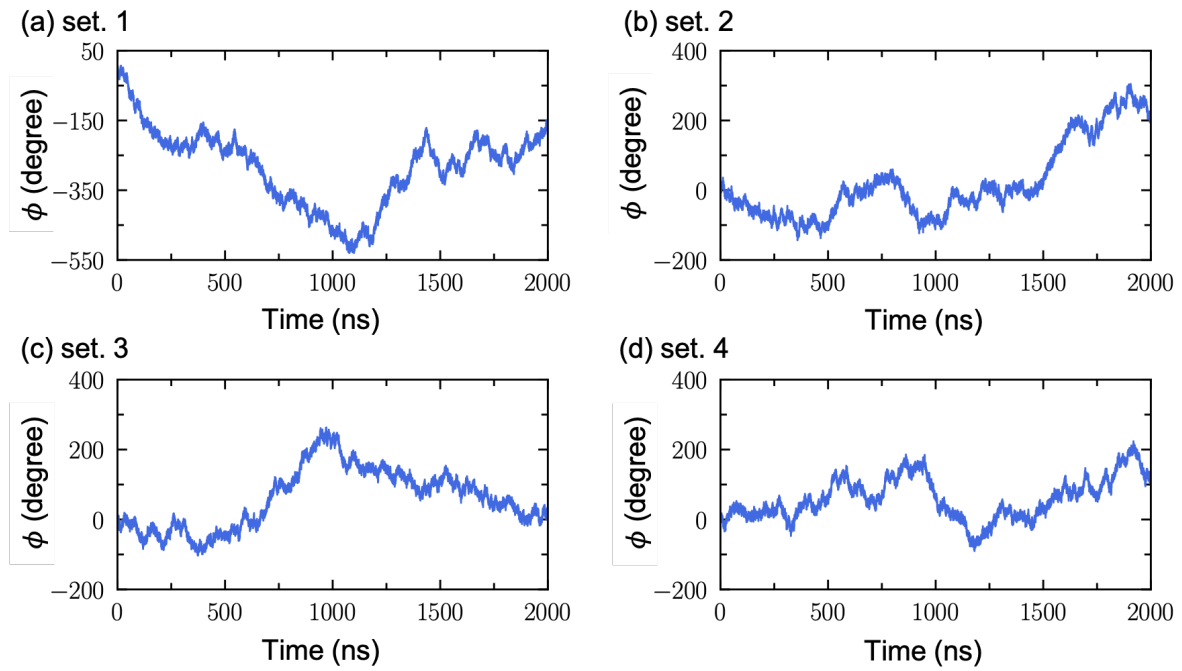 (a) set. 1
50
−150
−350
−550
ϕ (degree)
0 500 1000 1500 2000
Time (ns)
(b) set. 2
400
200
0
−200
ϕ (degree)
0 500 1000 1500 2000
Time (ns)
(c) set. 3
400
200
0
−200
ϕ (degree)
0 500 1000 1500 2000
Time (ns)
(d) set. 4
400
200
0
−200
ϕ (degree)
0 500 1000 1500 2000
Time (ns)